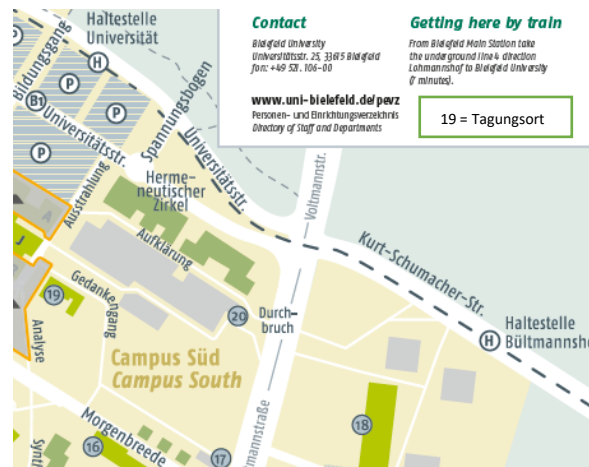 Contact
Bielefeld University
Universitätsstr. 25, 33615 Bielefeld
fon: +49 521. 106–00
www.uni-bielefeld.de/pevz
Personen- und Einrichtungsverzeichnis
Directory of Staff and Departments
Getting here by train
From Bielefeld Main Station take
the underground line 4 direction
Lohmannshof to Bielefeld University
(7 minutes).
19 = Tagungsort
Haltestelle
Universität
Bildungsgang
P
H
P
B1
P
P
Universitätsstr.
Spannungsbogen
Universitätsstr.
Ausstrahlung
Herme-
neutischer
Zirkel
Voltmannstr.
Aufklärung
Kurt-Schumacher-Str.
A
J
Gedankengang
19
20
Durch-
bruch
Analyse
H
Haltestelle
Bültmannsh
Campus Süd
Campus South
Morgenbreede
16
17
18
tmannstraße
Synth